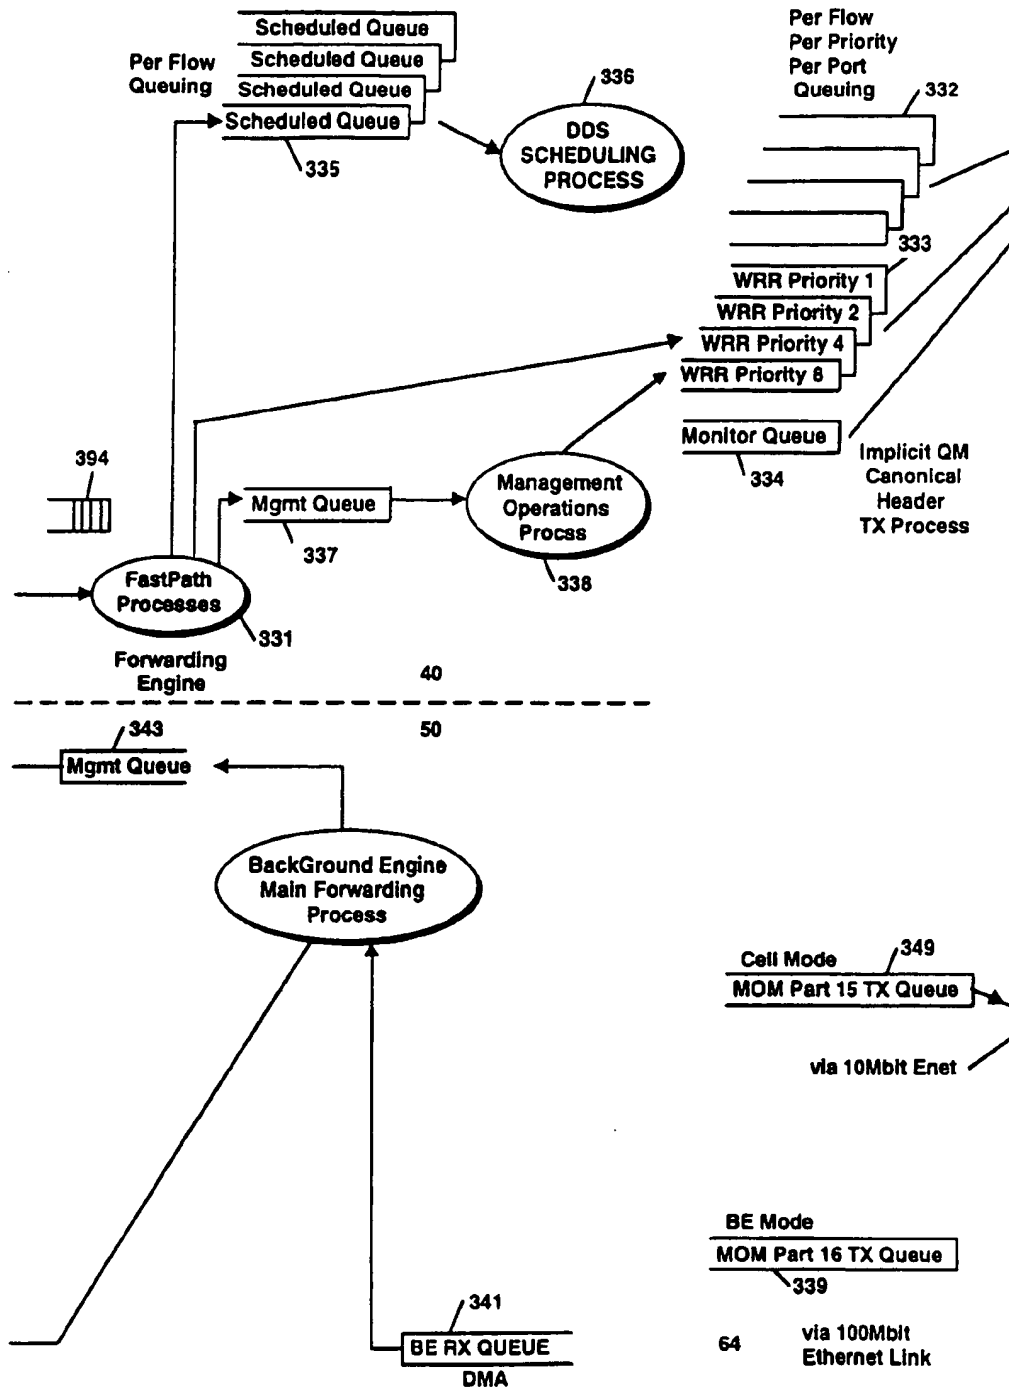 Scheduled Queue
Scheduled Queue
Scheduled Queue
Scheduled Queue
Per Flow
Queuing
335
336
DDS
SCHEDULING
PROCESS
Per Flow
Per Priority
Per Port
Queuing
332
333
WRR Priority 1
WRR Priority 2
WRR Priority 4
WRR Priority 8
Monitor Queue
334
Implicit QM
Canonical
Header
TX Process
394
Mgmt Queue
337
Management
Operations
Procss
338
FastPath
Processes
331
Forwarding
Engine
40
50
343
Mgmt Queue
BackGround Engine
Main Forwarding
Process
Cell Mode
349
MOM Part 15 TX Queue
via 10Mbit Enet
BE Mode
MOM Part 16 TX Queue
339
341
BE RX QUEUE
DMA
64
via 100Mbit
Ethernet Link